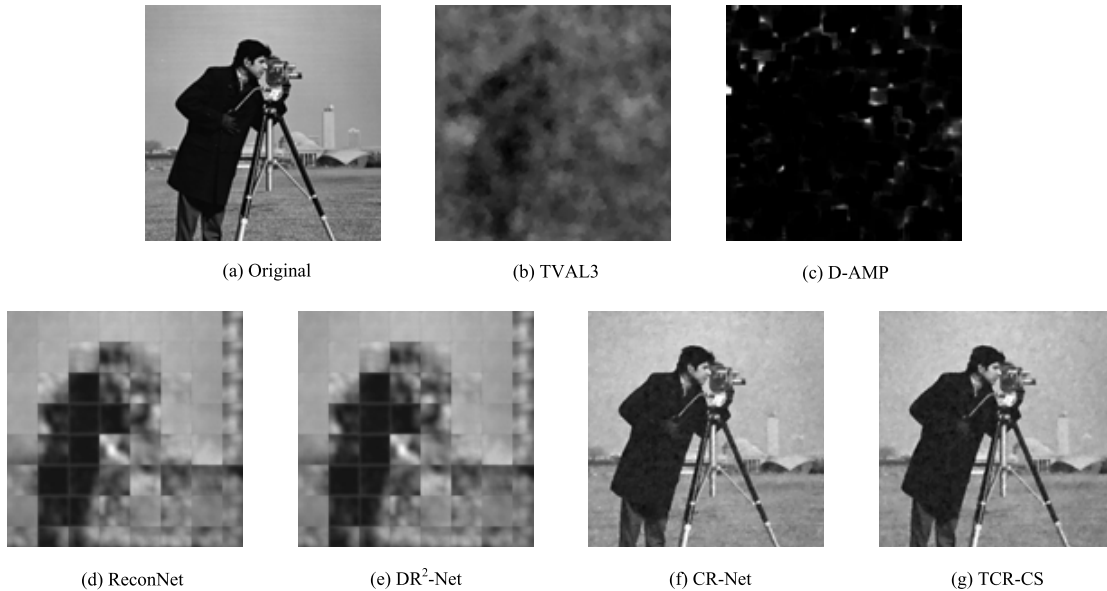 (a) Original
(b) TVAL3
(c) D-AMP
(d) ReconNet
(e) DR²-Net
(f) CR-Net
(g) TCR-CS